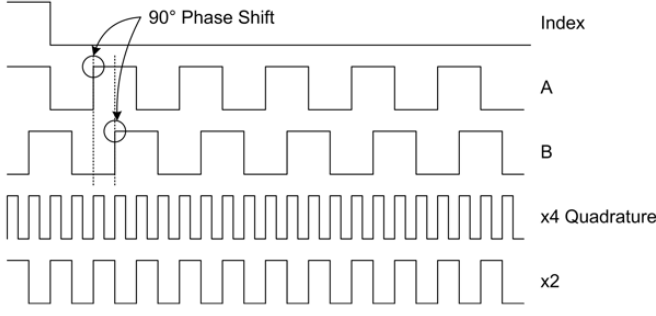 90° Phase Shift
Index
A
B
x4 Quadrature
x2